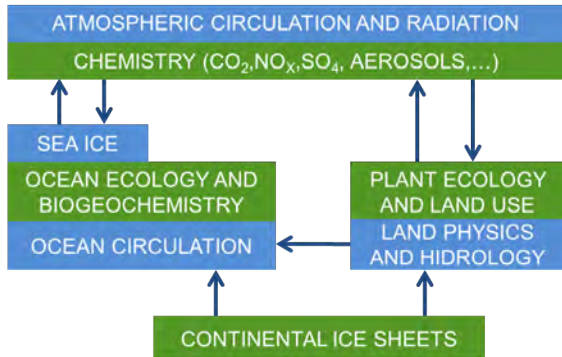 ATMOSPHERIC CIRCULATION AND RADIATION
CHEMISTRY (CO₂,NOₓ,SO₄, AEROSOLS,...)
SEA ICE
OCEAN ECOLOGY AND
BIOGEOCHEMISTRY
OCEAN CIRCULATION
PLANT ECOLOGY
AND LAND USE
LAND PHYSICS
AND HIDROLOGY
CONTINENTAL ICE SHEETS